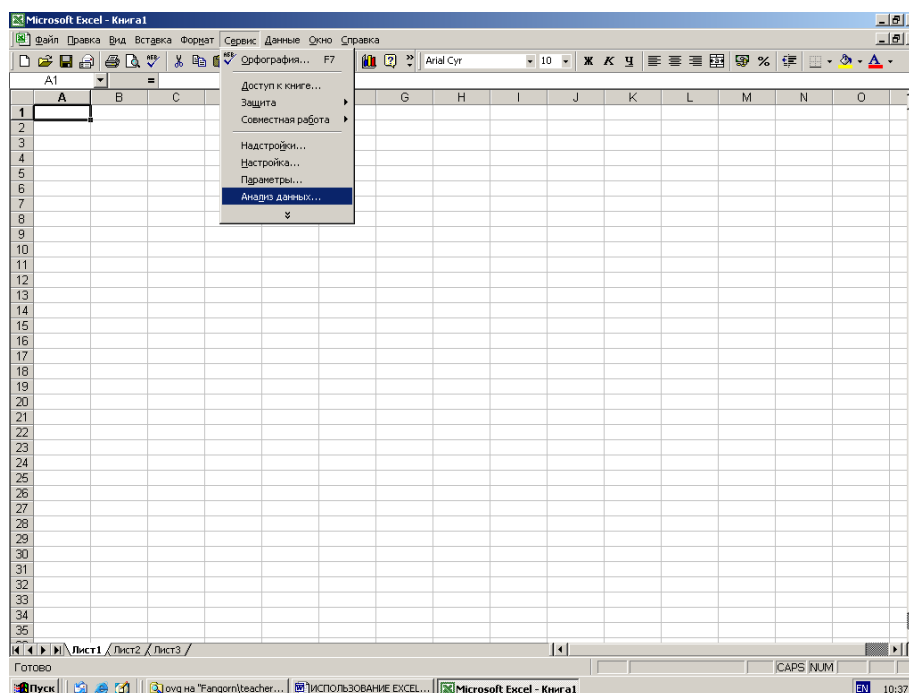 Microsoft Excel - Книга1
Файл Правка Вид Вставка Формат Сервис Данные Окно Справка
Arial Cyr 10 Ж К Ч %
A1 =
Орфография... F7
Доступ к книге...
Защита
Совместная работа
Надстройки...
Настройка...
Параметры...
Анализ данных...
A B C G H I J K L M N O
1
2
3
4
5
6
7
8
9
10
11
12
13
14
15
16
17
18
19
20
21
22
23
24
25
26
27
28
29
30
31
32
33
34
35
Лист1 Лист2 Лист3
Готово CAPS NUM
Пуск ovg на "Fangorn\teacher... ИСПОЛЬЗОВАНИЕ EXCEL... Microsoft Excel - Книга1 EN 10:37